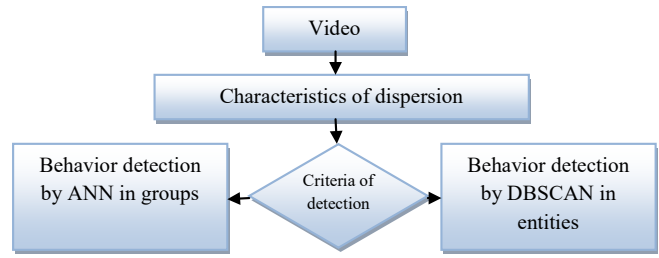 Video
Characteristics of dispersion
Behavior detection
by ANN in groups
Criteria of
detection
Behavior detection
by DBSCAN in
entities